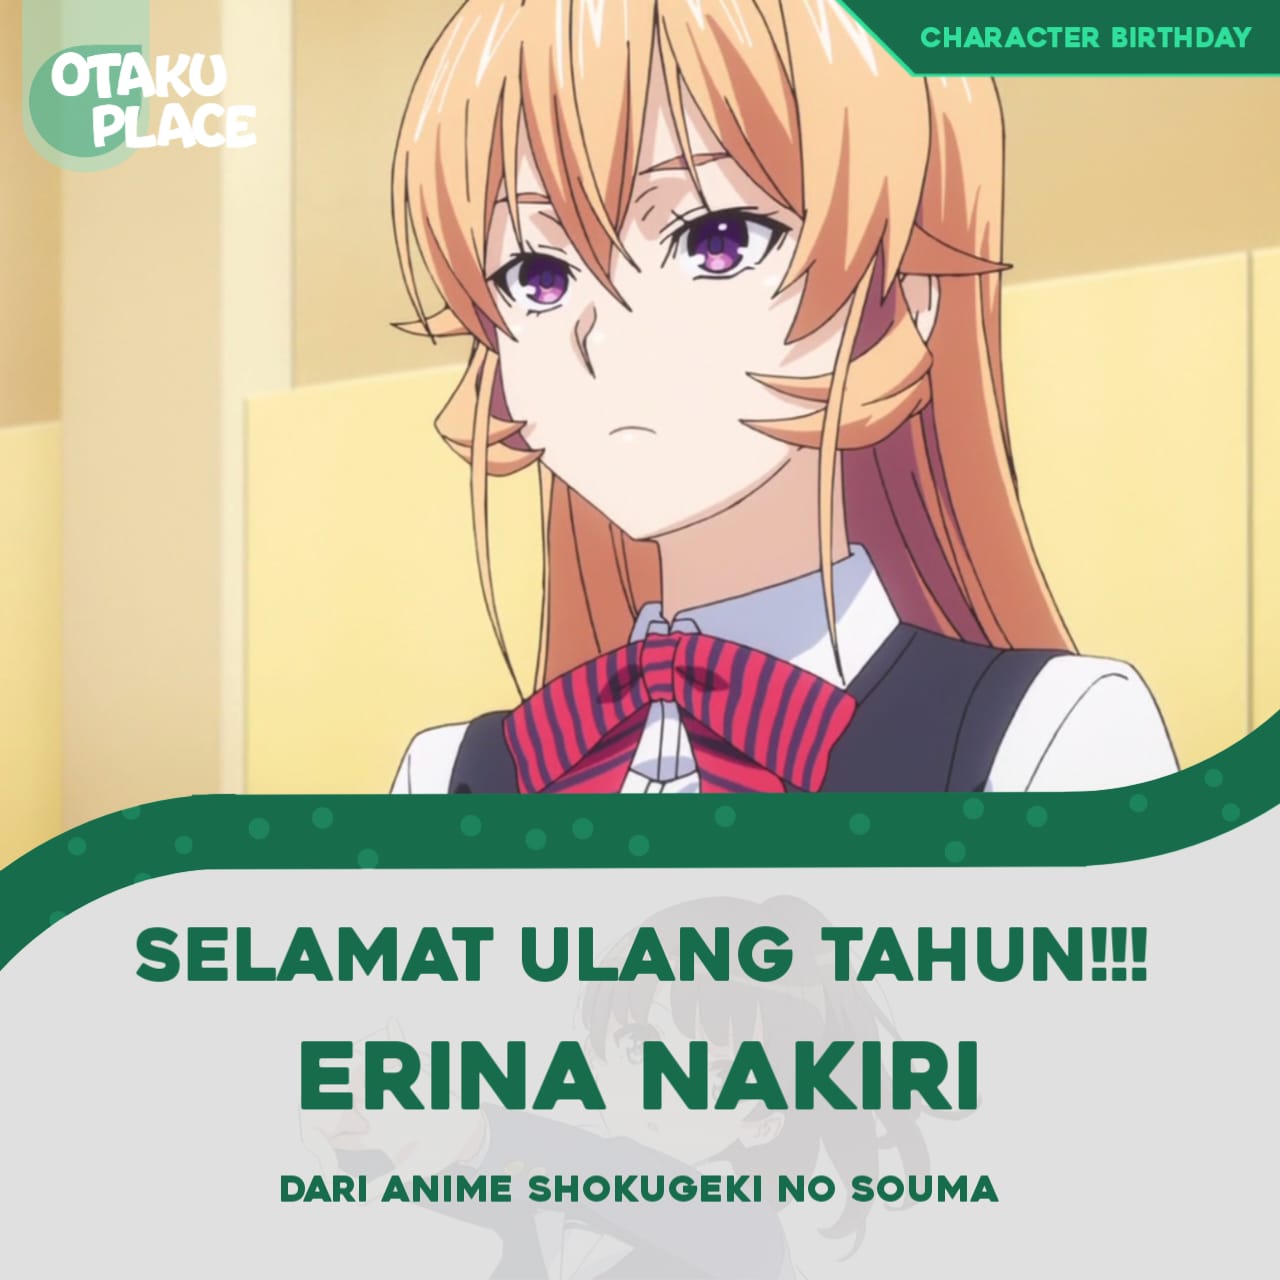 OTAKU
PLACE
CHARACTER BIRTHDAY
SELAMAT ULANG TAHUN!!!
ERINA NAKIRI
DARI ANIME SHOKUGEKI NO SOUMA